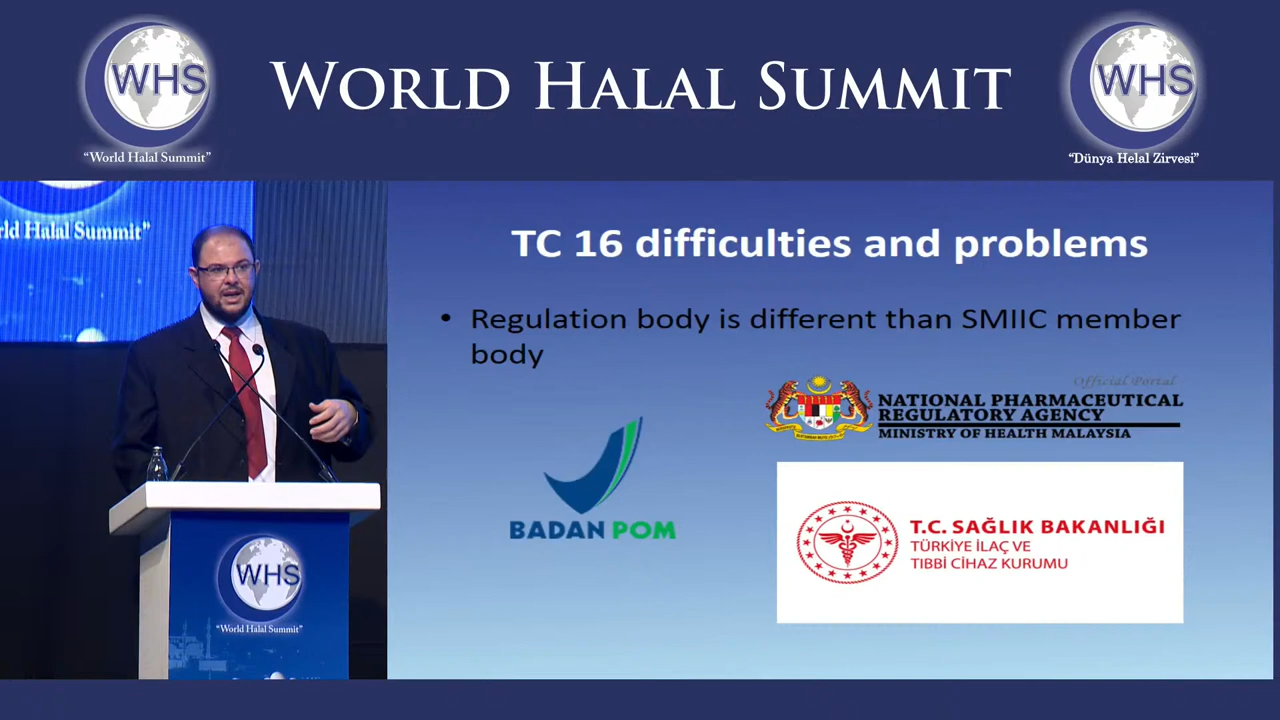 WHS
"World Halal Summit"
WORLD HALAL SUMMIT
WHS
"Dünya Helal Zirvesi"
rld Halal Summit"
TC 16 difficulties and problems
• Regulation body is different than SMIIC member
body
Official Portal
NATIONAL PHARMACEUTICAL
REGULATORY AGENCY
MINISTRY OF HEALTH MALAYSIA
BADAN POM
T.C. SAĞLIK BAKANLIĞI
TÜRKİYE İLAÇ VE
TIBBİ CİHAZ KURUMU
WHS
"World Halal Summit"